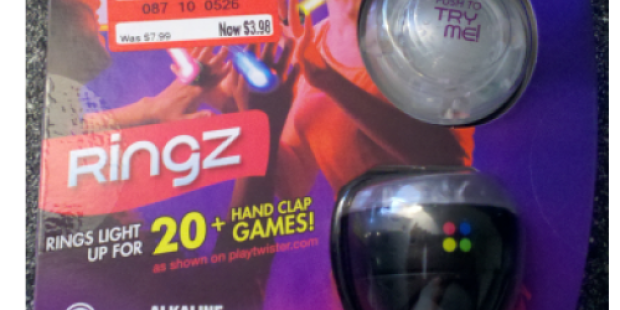 087 10 0526
Was $7.99 Now $3.98
PUSH TO
TRY
ME!
Ringz
RINGS LIGHT
UP FOR
20+ HAND CLAP
GAMES!
as shown on playtwister.com
ALKALINE